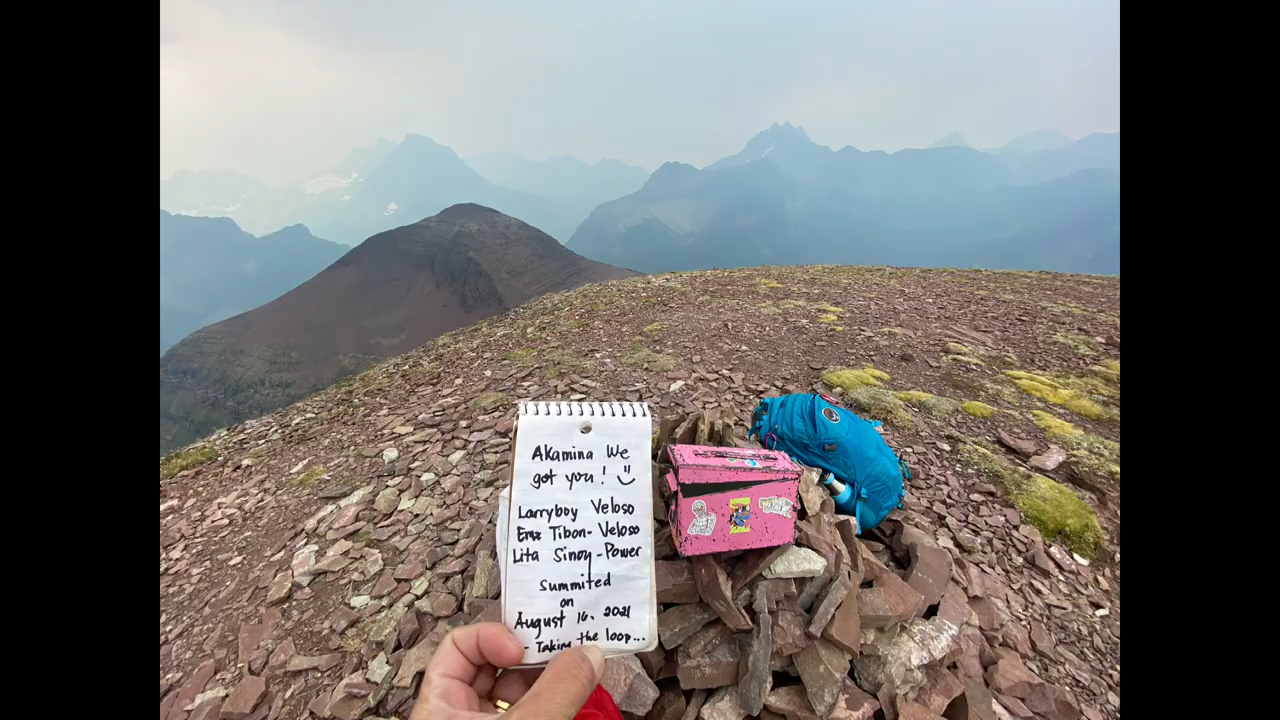 Akamina We
got you! :)
Larryboy Veloso
Erna Tibon-Veloso
Lita Sinoy-Power
Summited
on
August 16, 2021
- Taking the loop...